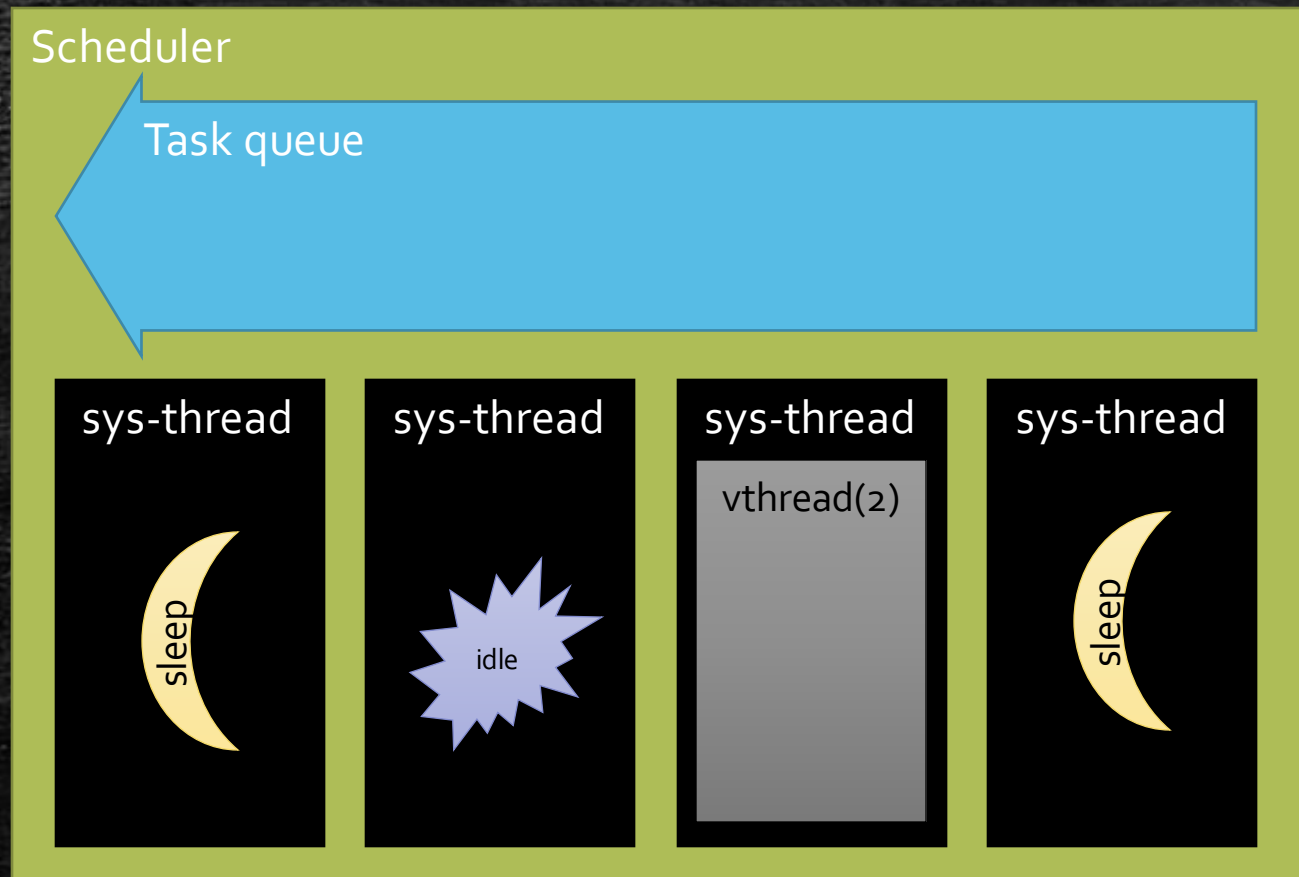 Scheduler
Task queue
sys-thread
sys-thread
sys-thread
sys-thread
vthread(2)
sleep
idle
sleep